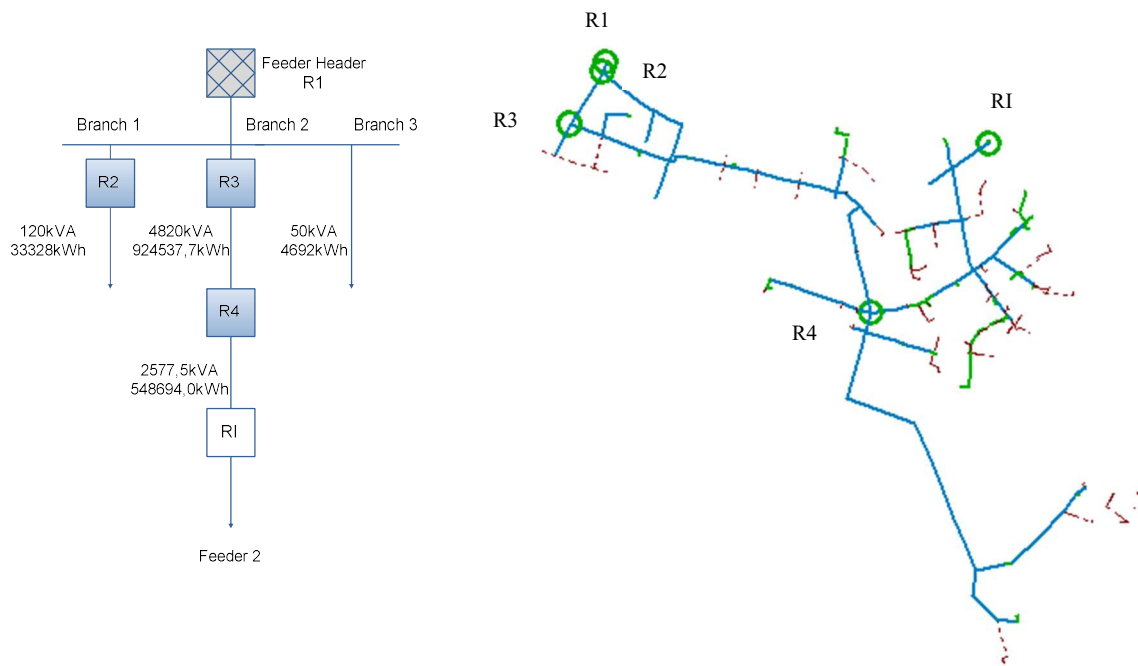 Feeder Header
R1
Branch 1
Branch 2
Branch 3
R2
R3
120kVA
33328kWh
4820kVA
924537,7kWh
50kVA
4692kWh
R4
2577,5kVA
548694,0kWh
RI
Feeder 2
R1
R2
R3
RI
R4